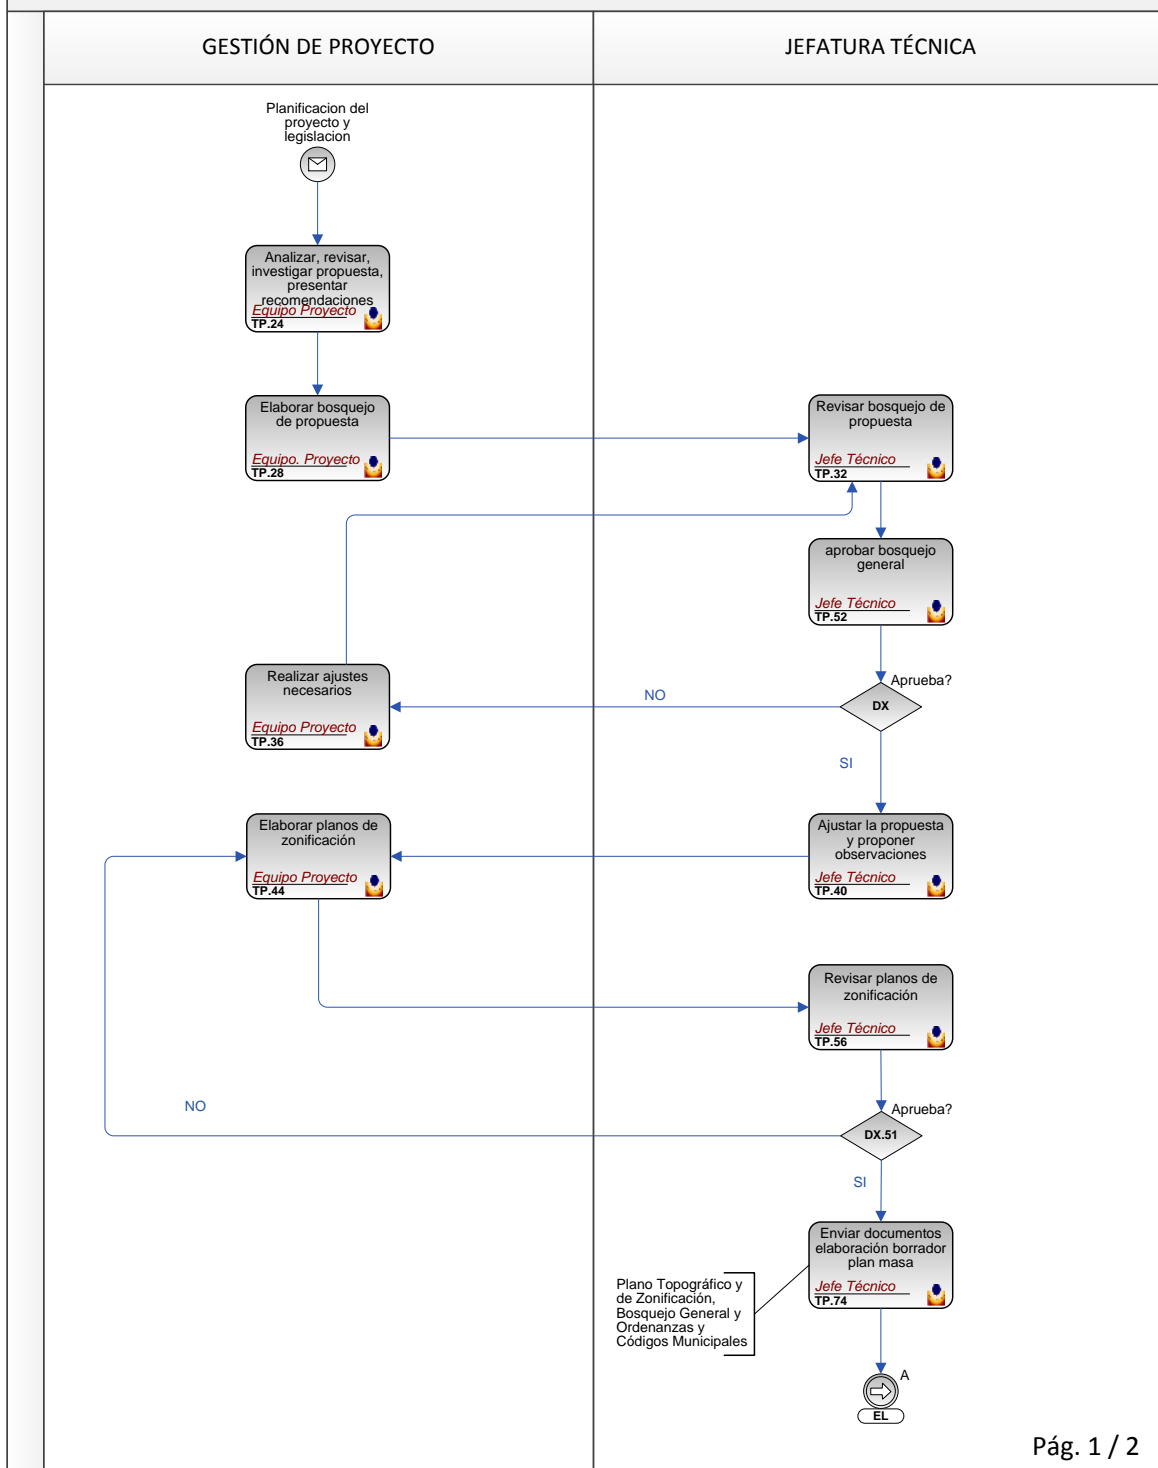 GESTIÓN DE PROYECTO
JEFATURA TÉCNICA
Planificacion del
proyecto y
legislacion
Analizar, revisar,
investigar propuesta,
presentar
recomendaciones
Equipo Proyecto
TP.24
Elaborar bosquejo
de propuesta
Equipo. Proyecto
TP.28
Revisar bosquejo de
propuesta
Jefe Técnico
TP.32
aprobar bosquejo
general
Jefe Técnico
TP.52
Realizar ajustes
necesarios
Equipo Proyecto
TP.36
NO
Aprueba?
DX
SI
Elaborar planos de
zonificación
Equipo Proyecto
TP.44
Ajustar la propuesta
y proponer
observaciones
Jefe Técnico
TP.40
Revisar planos de
zonificación
Jefe Técnico
TP.56
NO
Aprueba?
DX.51
SI
Enviar documentos
elaboración borrador
plan masa
Jefe Técnico
TP.74
Plano Topográfico y
de Zonificación,
Bosquejo General y
Ordenanzas y
Códigos Municipales
A
EL
Pág. 1 / 2